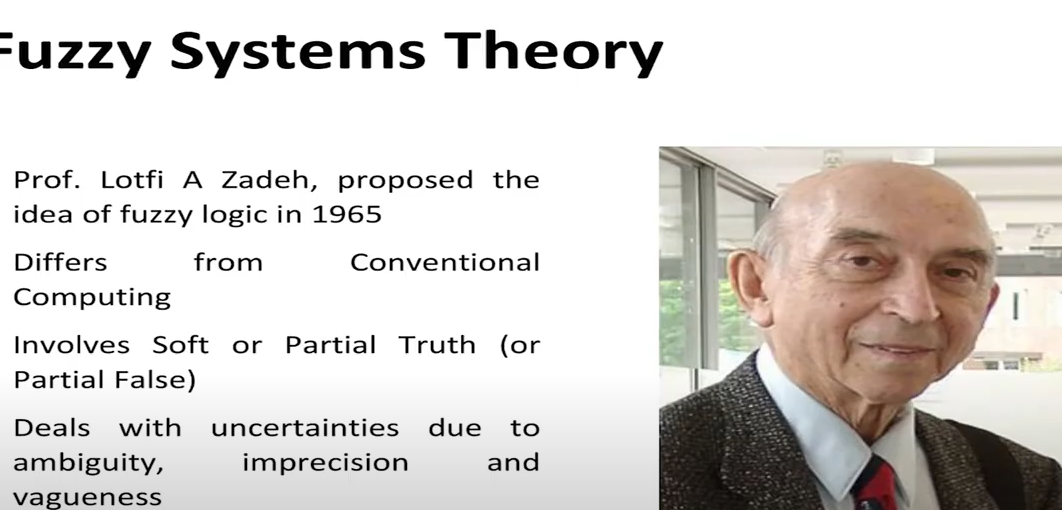 Fuzzy Systems Theory
Prof. Lotfi A Zadeh, proposed the
idea of fuzzy logic in 1965
Differs from Conventional
Computing
Involves Soft or Partial Truth (or
Partial False)
Deals with uncertainties due to
ambiguity, imprecision and
vagueness